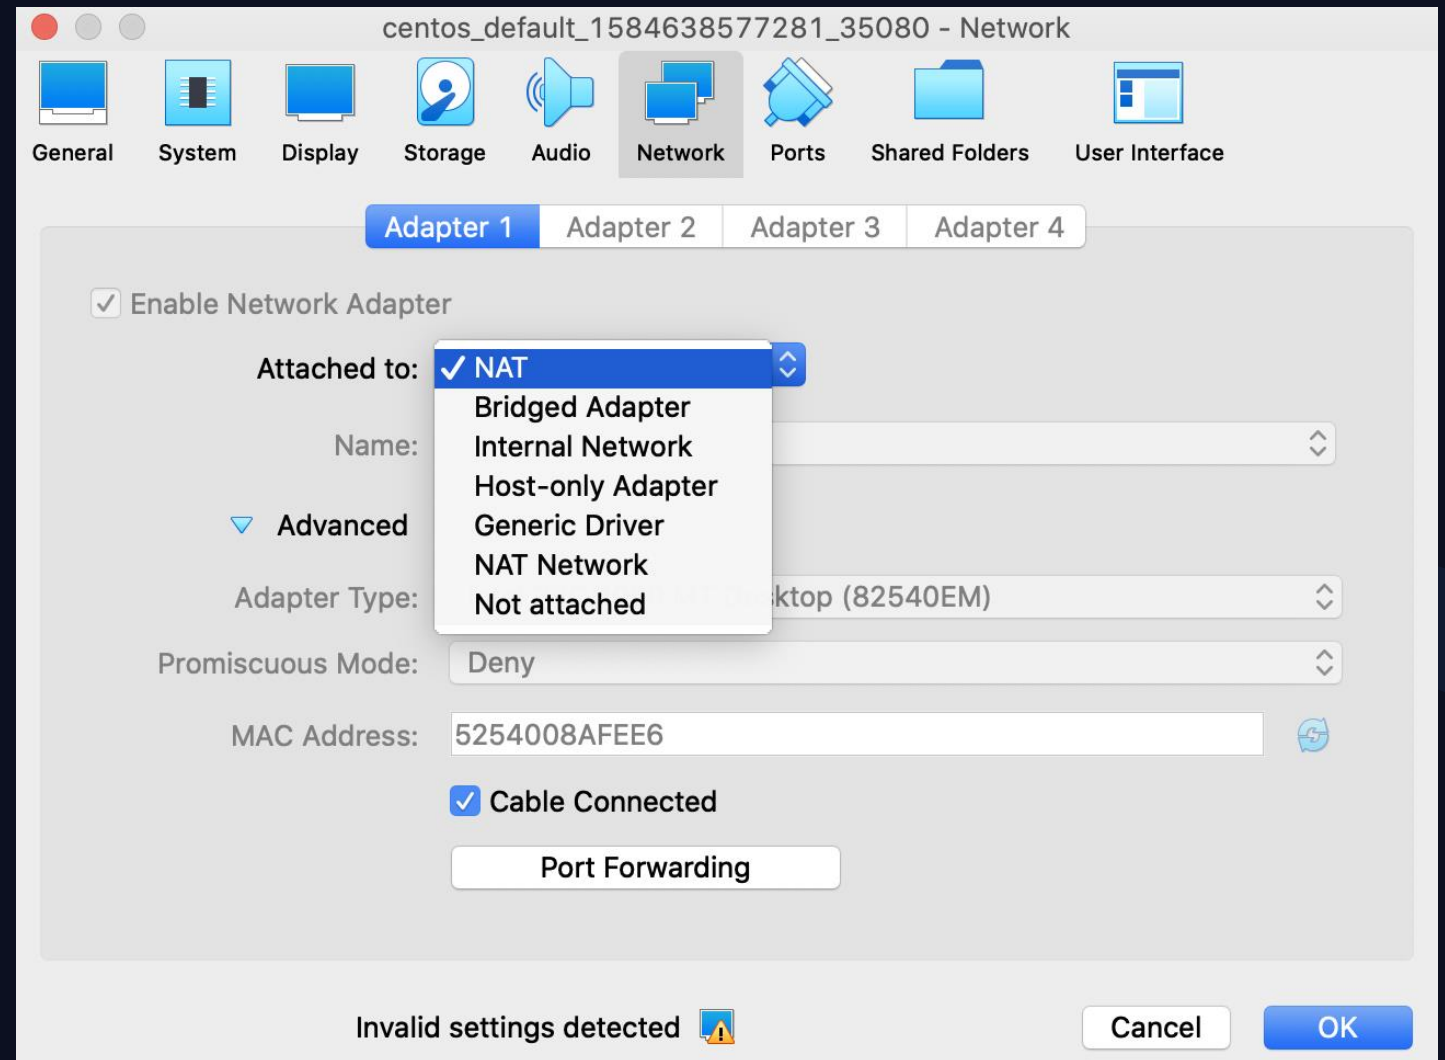 centos_default_1584638577281_35080 - Network
General System Display Storage Audio Network Ports Shared Folders User Interface
Adapter 1 Adapter 2 Adapter 3 Adapter 4
Enable Network Adapter
Attached to: NAT
Bridged Adapter
Name: Internal Network
Host-only Adapter
Advanced Generic Driver
NAT Network
Adapter Type: Not attached ktop (82540EM)
Promiscuous Mode: Deny
MAC Address: 5254008AFEE6
Cable Connected
Port Forwarding
Invalid settings detected Cancel OK